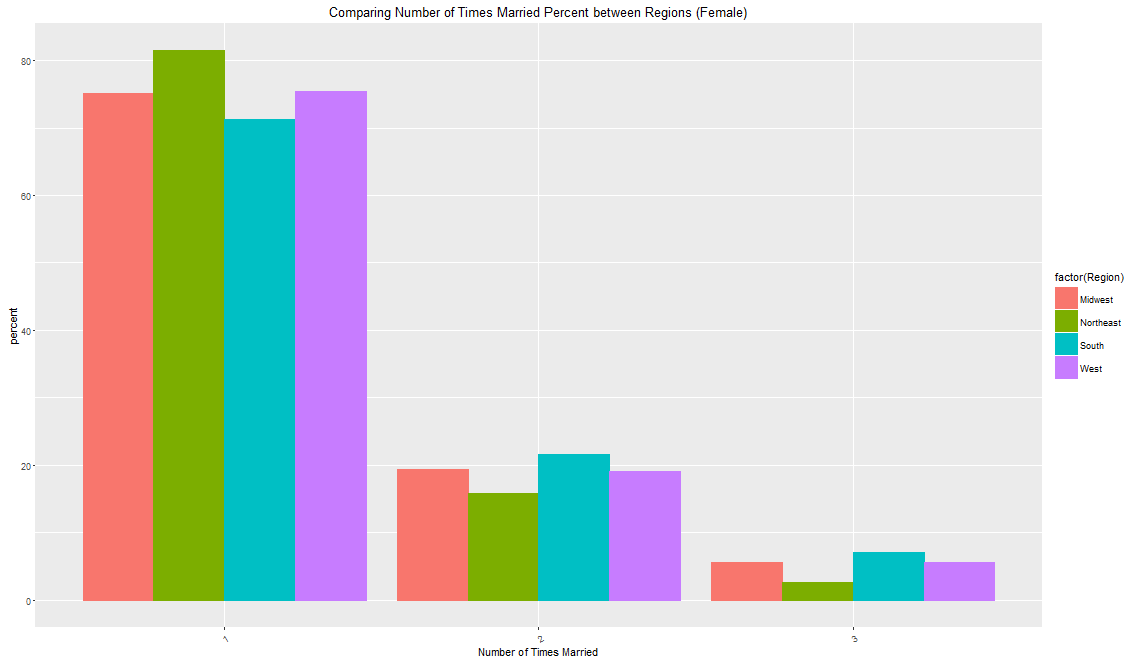 Comparing Number of Times Married Percent between Regions (Female)
80
60
40
20
0
percent
1
2
3
Number of Times Married
factor(Region)
Midwest
Northeast
South
West